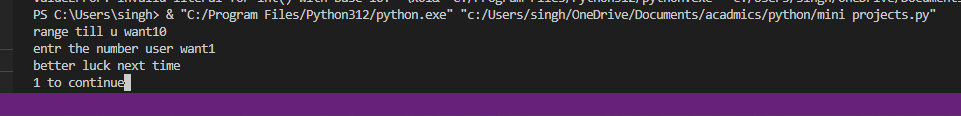 PS C:\Users\singh> & "C:/Program Files/Python312/python.exe" "c:/Users/singh/OneDrive/Documents/acadmics/python/mini projects.py"
range till u want10
entr the number user want1
better luck next time
1 to continue